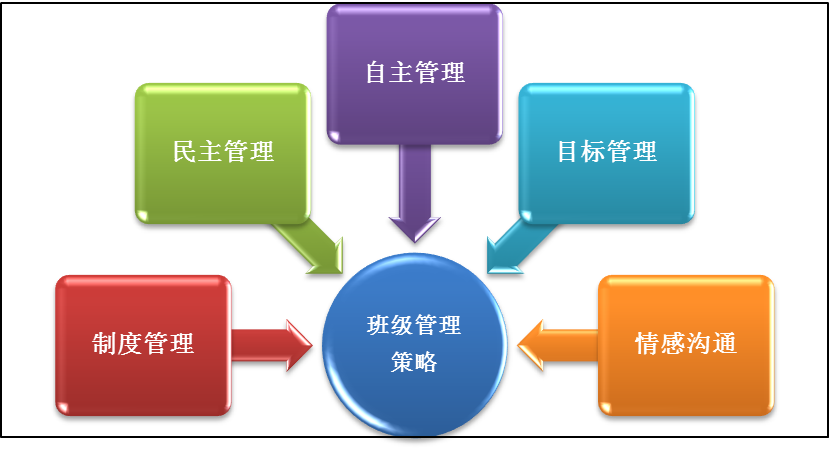 自主管理
民主管理
目标管理
制度管理
班级管理
策略
情感沟通